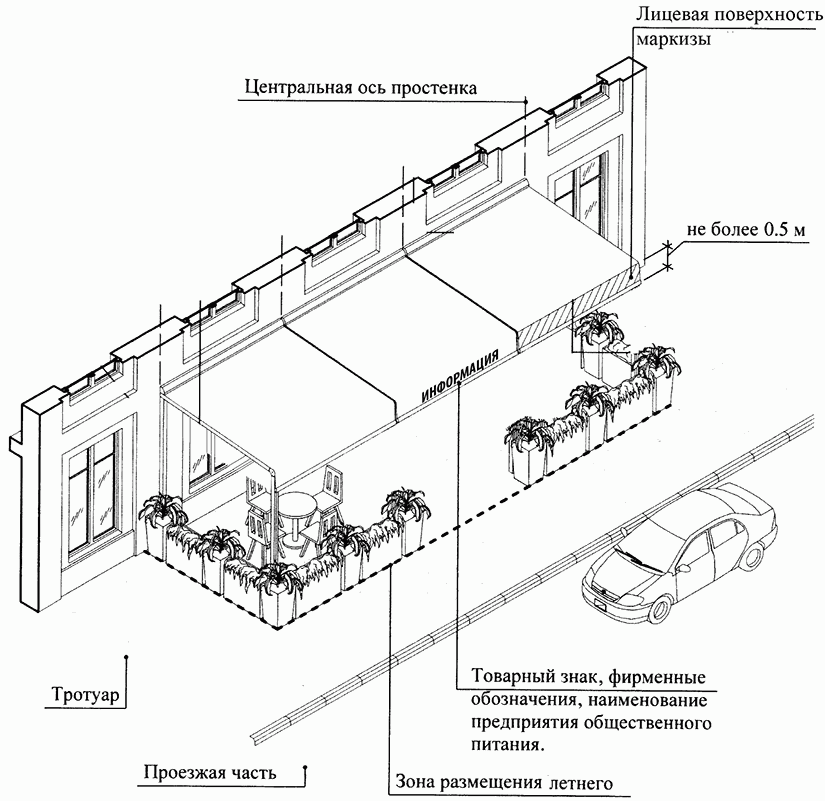 Лицевая поверхность
маркизы
Центральная ось простенка
не более 0.5 м
ИНФОРМАЦИЯ
Товарный знак, фирменные
обозначения, наименование
предприятия общественного
питания.
Тротуар
Проезжая часть
Зона размещения летнего